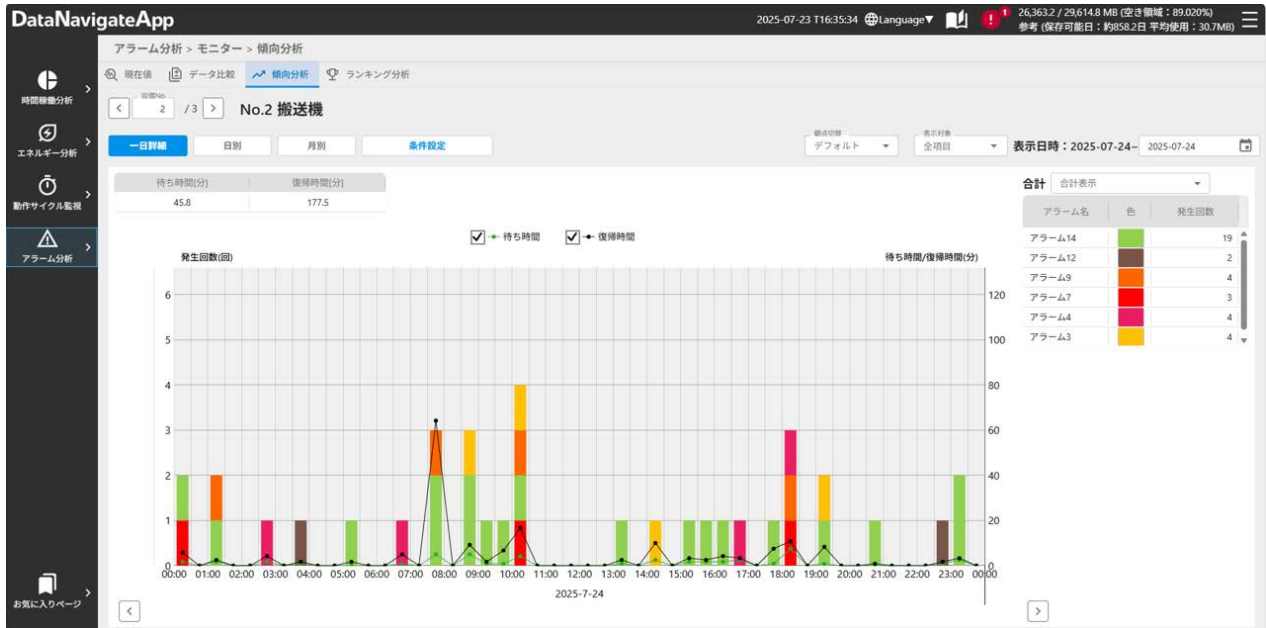 DataNavigateApp
2025-07-23 T16:35:34 Language▼
! 1
26,363.2 / 29,614.8 MB (空き領域：89.020%)
参考 (保存可能日：約858.2日 平均使用：30.7MB)
アラーム分析 > モニター > 傾向分析
現在値 データ比較 傾向分析 ランキング分析
時間稼働分析
エネルギー分析
動作サイクル監視
アラーム分析
お気に入りページ
設備No.
< 2 / 3 > No.2 搬送機
一日詳細 日別 月別 条件設定
観点切替
デフォルト
表示対象
全項目
表示日時：2025-07-24~ 2025-07-24
待ち時間[分] 復帰時間[分]
45.8 177.5
待ち時間 復帰時間
発生回数(回) 待ち時間/復帰時間(分)
6 120
5 100
4 80
3 60
2 40
1 20
0 0
00:00 01:00 02:00 03:00 04:00 05:00 06:00 07:00 08:00 09:00 10:00 11:00 12:00 13:00 14:00 15:00 16:00 17:00 18:00 19:00 20:00 21:00 22:00 23:00 00:00
2025-7-24
< >
合計 合計表示
アラーム名 色 発生回数
アラーム14 19
アラーム12 2
アラーム9 4
アラーム7 3
アラーム4 4
アラーム3 4